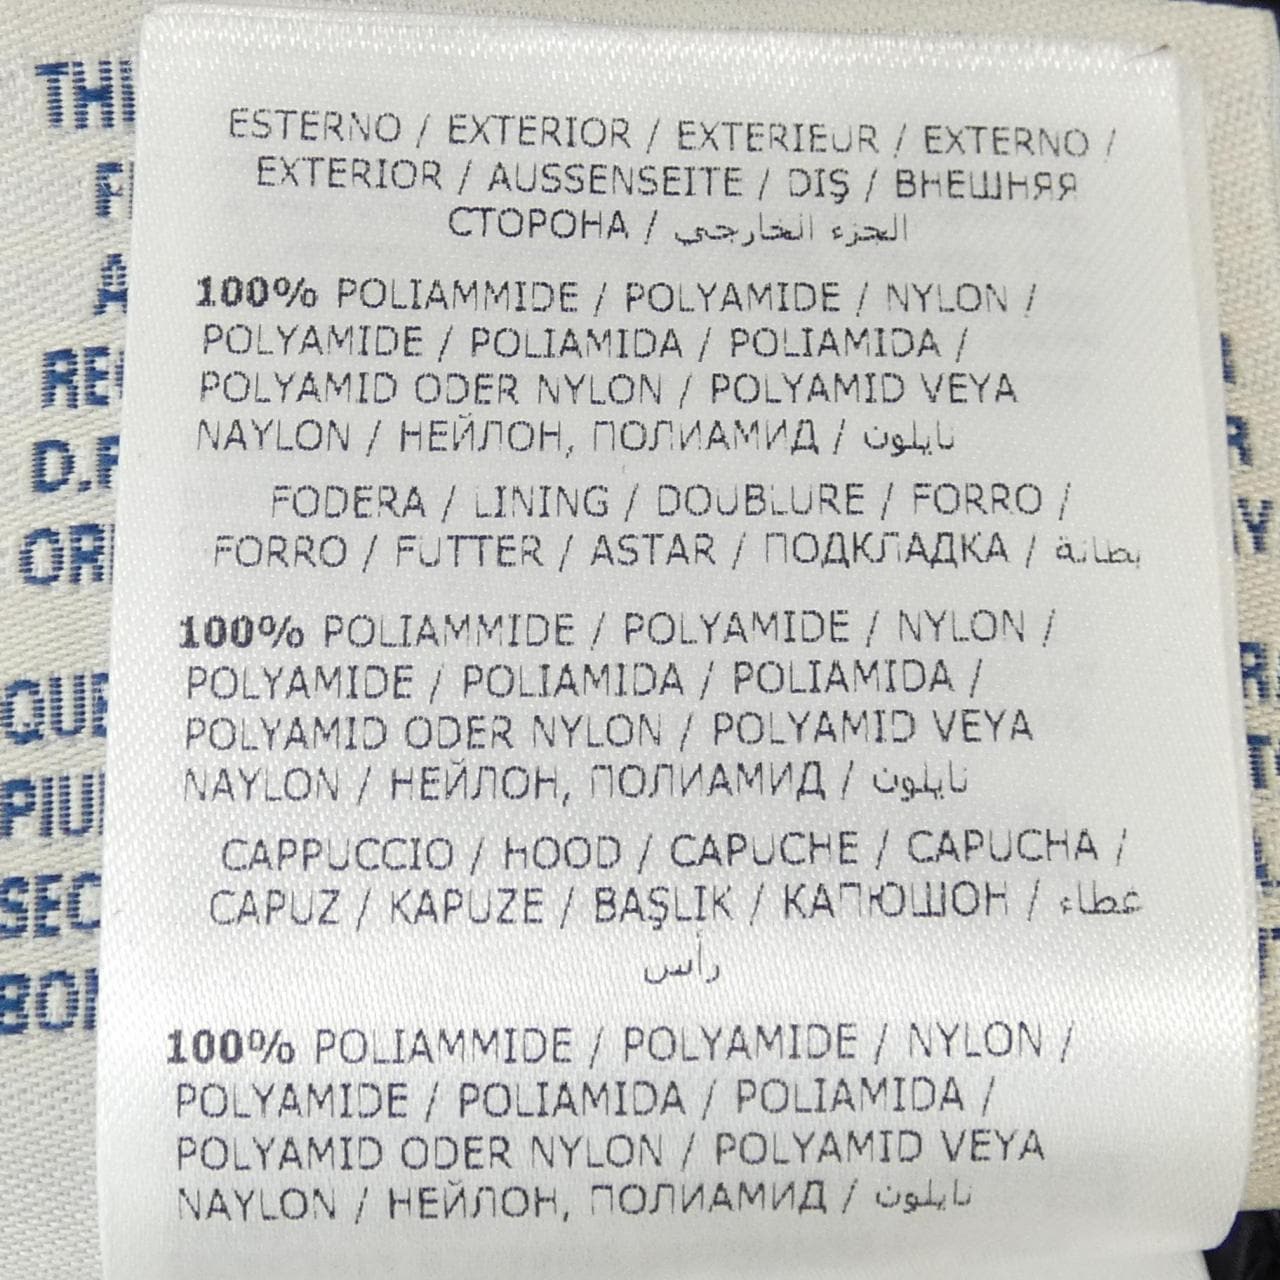 ESTERNO / EXTERIOR / EXTERIEUR / EXTERNO /
EXTERIOR / AUSSENSEITE / DIŞ / ВНЕШНЯЯ
СТОРОНА / الجزء الخارجي
100% POLIAMMIDE / POLYAMIDE / NYLON /
POLYAMIDE / POLIAMIDA / POLIAMIDA /
POLYAMID ODER NYLON / POLYAMID VEYA
NAYLON / НЕЙЛОН, ПОЛИАМИД / نايلون
FODERA / LINING / DOUBLURE / FORRO /
FORRO / FUTTER / ASTAR / ПОДКЛАДКА / بطانة
100% POLIAMMIDE / POLYAMIDE / NYLON /
POLYAMIDE / POLIAMIDA / POLIAMIDA /
POLYAMID ODER NYLON / POLYAMID VEYA
NAYLON / НЕЙЛОН, ПОЛИАМИД / نايلون
CAPPUCCIO / HOOD / CAPUCHE / CAPUCHA /
CAPUZ / KAPUZE / BAŞLIK / КАПЮШОН / غطاء
رأس
100% POLIAMMIDE / POLYAMIDE / NYLON /
POLYAMIDE / POLIAMIDA / POLIAMIDA /
POLYAMID ODER NYLON / POLYAMID VEYA
NAYLON / НЕЙЛОН, ПОЛИАМИД / نايلون